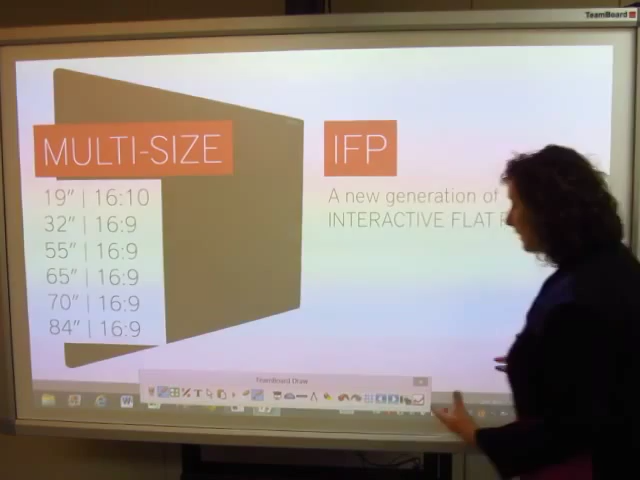 TeamBoard
MULTI-SIZE
19" | 16:10
32" | 16:9
55" | 16:9
65" | 16:9
70" | 16:9
84" | 16:9
IFP
A new generation of
INTERACTIVE FLAT
TeamBoard Draw